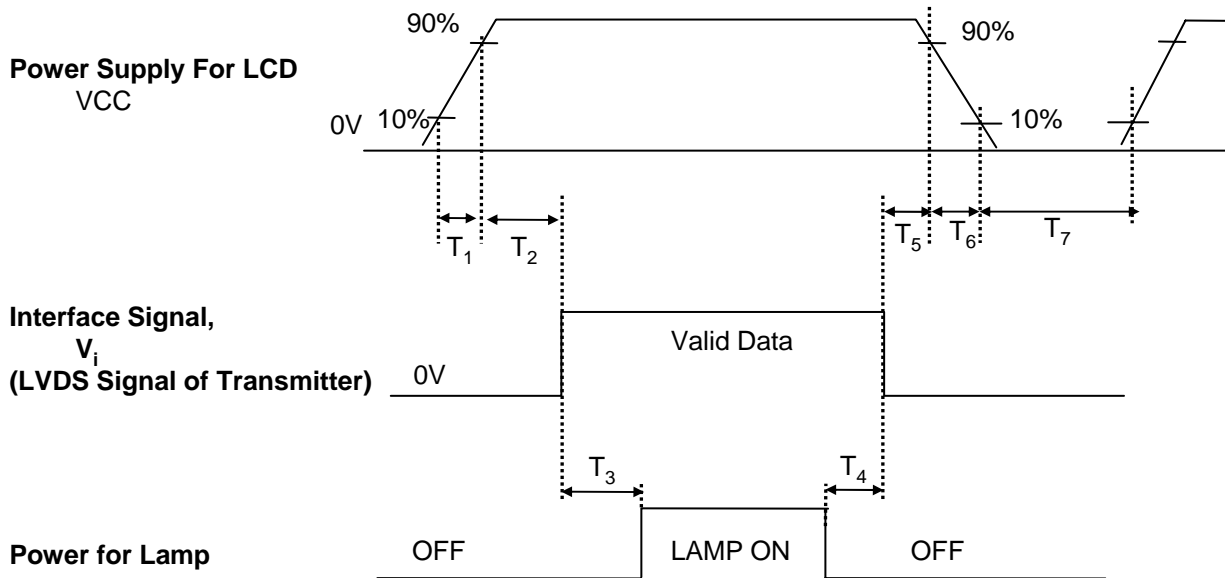 90%
90%
Power Supply For LCD
VCC
0V
10%
10%
T1
T2
T5
T6
T7
Interface Signal,
Vi
(LVDS Signal of Transmitter)
0V
Valid Data
T3
T4
Power for Lamp
OFF
LAMP ON
OFF